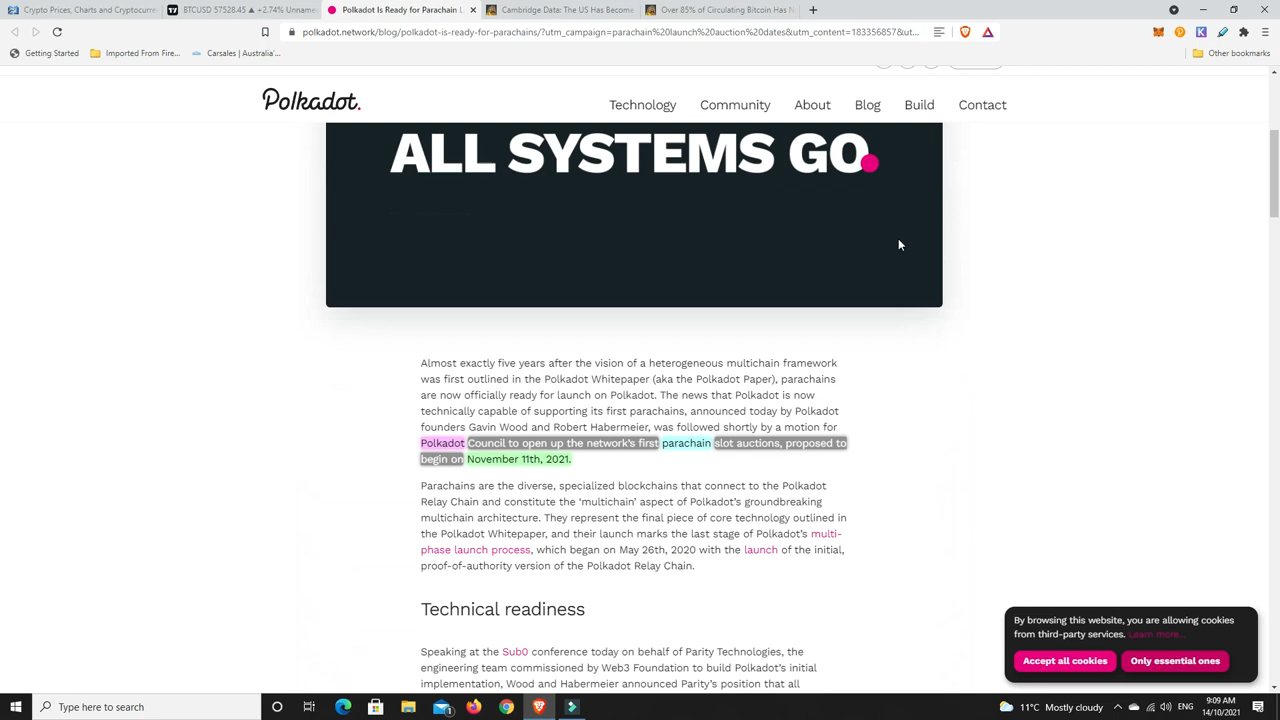 Crypto Prices, Charts and Cryptocurr
BTCUSD 57528.45 ▲ +2.74% Unname
Polkadot Is Ready for Parachain L
Cambridge Data: The US Has Become
Over 85% of Circulating Bitcoin Has N
polkadot.network/blog/polkadot-is-ready-for-parachains/?utm_campaign=parachain%20launch%20auction%20dates&utm_content=183356857&ut...
Getting Started
Imported From Fire...
Carsales | Australia'...
Other bookmarks
Polkadot.
Technology
Community
About
Blog
Build
Contact
ALL SYSTEMS GO
Almost exactly five years after the vision of a heterogeneous multichain framework
was first outlined in the Polkadot Whitepaper (aka the Polkadot Paper), parachains
are now officially ready for launch on Polkadot. The news that Polkadot is now
technically capable of supporting its first parachains, announced today by Polkadot
founders Gavin Wood and Robert Habermeier, was followed shortly by a motion for
Polkadot Council to open up the network's first parachain slot auctions, proposed to
begin on November 11th, 2021.
Parachains are the diverse, specialized blockchains that connect to the Polkadot
Relay Chain and constitute the 'multichain' aspect of Polkadot's groundbreaking
multichain architecture. They represent the final piece of core technology outlined in
the Polkadot Whitepaper, and their launch marks the last stage of Polkadot's multi-
phase launch process, which began on May 26th, 2020 with the launch of the initial,
proof-of-authority version of the Polkadot Relay Chain.
Technical readiness
Speaking at the Sub0 conference today on behalf of Parity Technologies, the
engineering team commissioned by Web3 Foundation to build Polkadot's initial
implementation, Wood and Habermeier announced Parity's position that all
By browsing this website, you are allowing cookies
from third-party services. Learn more...
Accept all cookies
Only essential ones
Type here to search
11°C Mostly cloudy
ENG
9:09 AM
14/10/2021